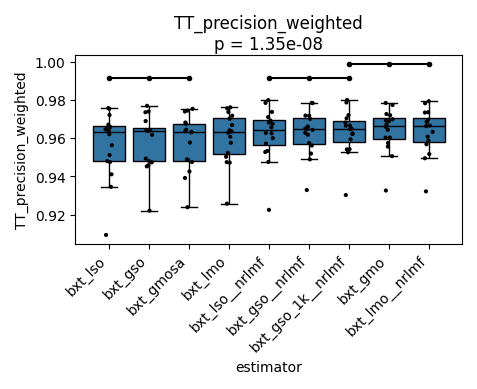 TT_precision_weighted
p = 1.35e-08
TT_precision_weighted
1.00
0.98
0.96
0.94
0.92
bxt_lso
bxt_gso
bxt_gmosa
bxt_lmo
bxt_lso__nrlmf
bxt_gso__nrlmf
bxt_gso_1k__nrlmf
bxt_gmo
bxt_lmo__nrlmf
estimator